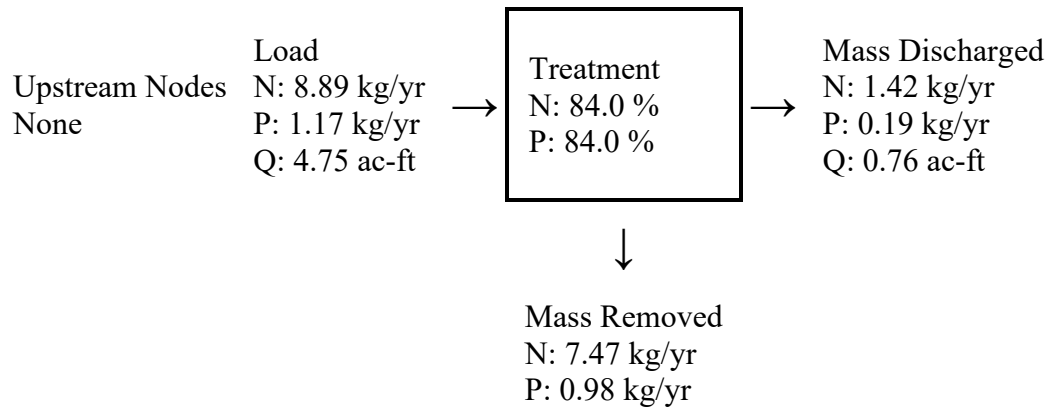 Upstream Nodes
None
Load
N: 8.89 kg/yr
P: 1.17 kg/yr
Q: 4.75 ac-ft
→
Treatment
N: 84.0 %
P: 84.0 %
→
Mass Discharged
N: 1.42 kg/yr
P: 0.19 kg/yr
Q: 0.76 ac-ft
↓
Mass Removed
N: 7.47 kg/yr
P: 0.98 kg/yr